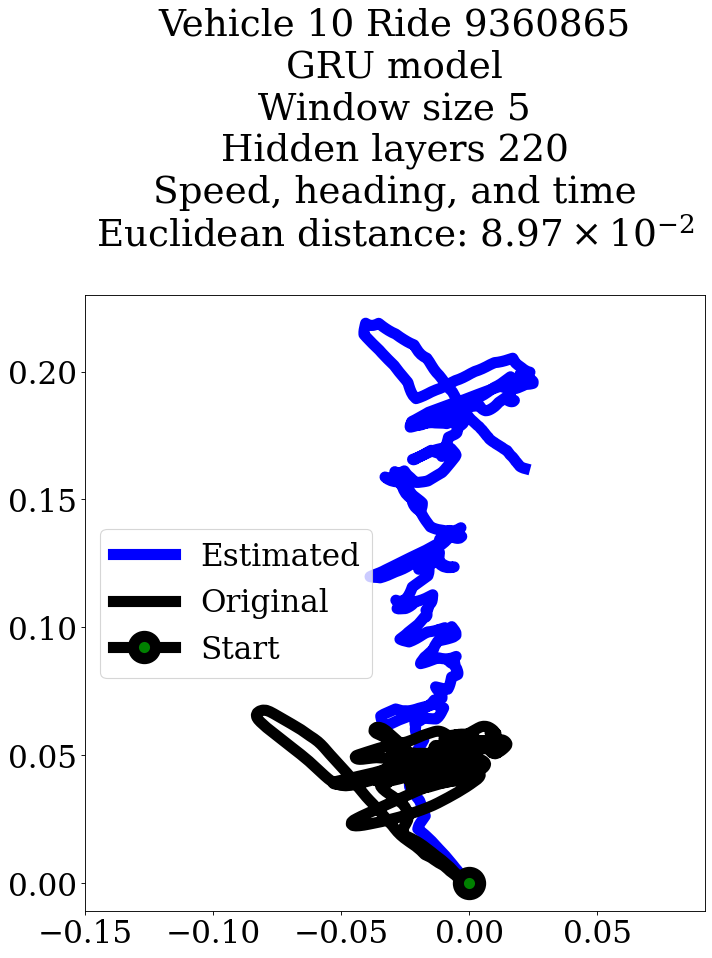 Vehicle 10 Ride 9360865
GRU model
Window size 5
Hidden layers 220
Speed, heading, and time
Euclidean distance: 8.97 × 10⁻²
0.20
0.15
0.10
0.05
0.00
Estimated
Original
Start
−0.15 −0.10 −0.05 0.00 0.05